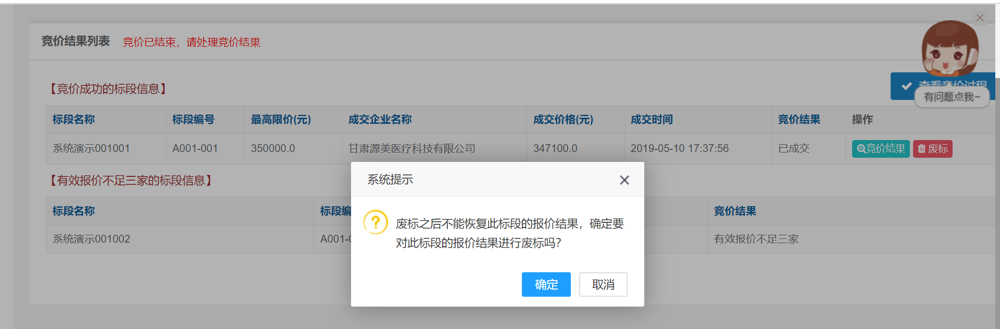 竞价结果列表 竞价已结束，请处理竞价结果
【竞价成功的标段信息】
查看竞价过程
有问题点我~
标段名称 标段编号 最高限价(元) 成交企业名称 成交价格(元) 成交时间 竞价结果 操作
系统演示001001 A001-001 350000.0 甘肃源美医疗科技有限公司 347100.0 2019-05-10 17:37:56 已成交 竞价结果 废标
【有效报价不足三家的标段信息】
标段名称 标段编 竞价结果
系统演示001002 A001-0 有效报价不足三家
系统提示
废标之后不能恢复此标段的报价结果，确定要
对此标段的报价结果进行废标吗？
确定 取消